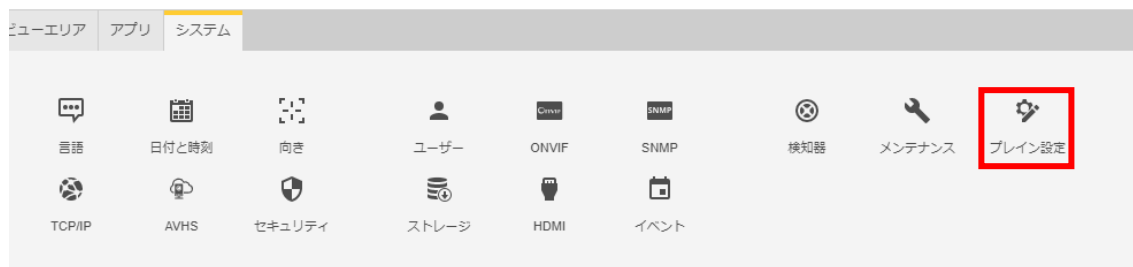 ビューエリア アプリ システム
言語 日付と時刻 向き ユーザー ONVIF SNMP 検知器 メンテナンス プレイン設定
TCP/IP AVHS セキュリティ ストレージ HDMI イベント